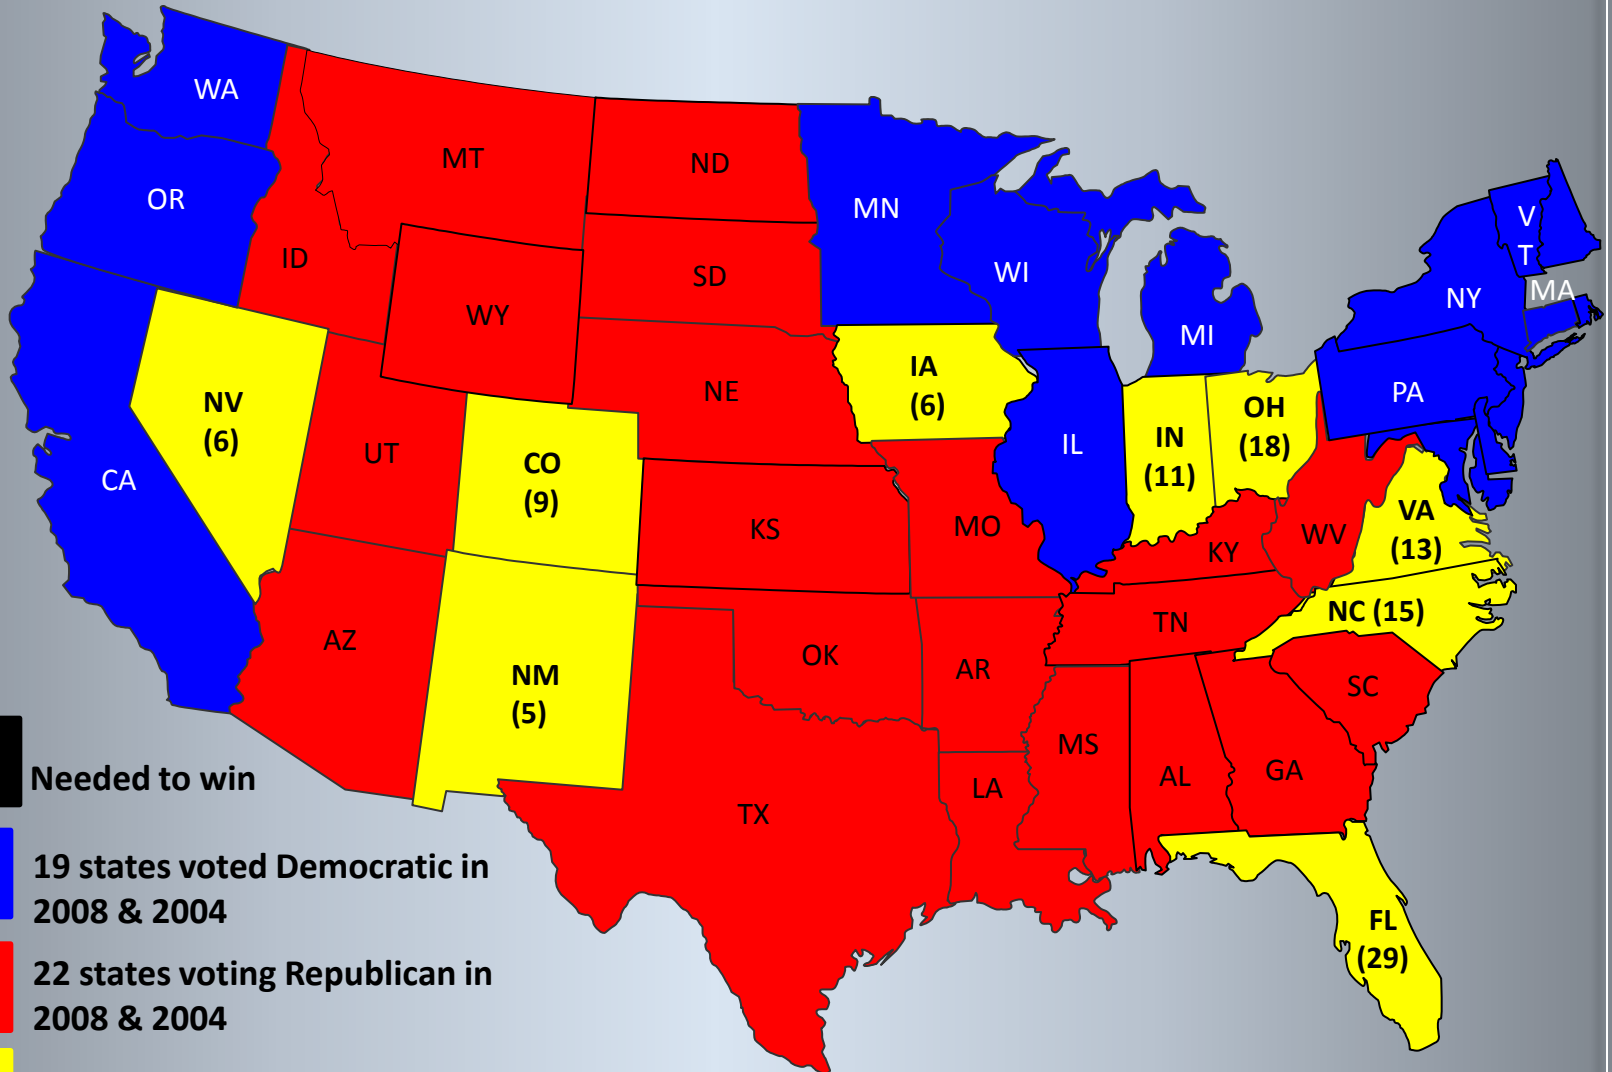 WA
MT
ND
OR
MN
V
T
ID
SD
WI
NY
MA
WY
MI
IA
(6)
NE
PA
NV
(6)
OH
(18)
UT
CO
(9)
IL
IN
(11)
CA
KS
MO
VA
(13)
WV
KY
NC (15)
TN
AZ
OK
AR
NM
(5)
SC
MS
AL
GA
LA
TX
Needed to win
19 states voted Democratic in
2008 & 2004
22 states voting Republican in
2008 & 2004
FL
(29)